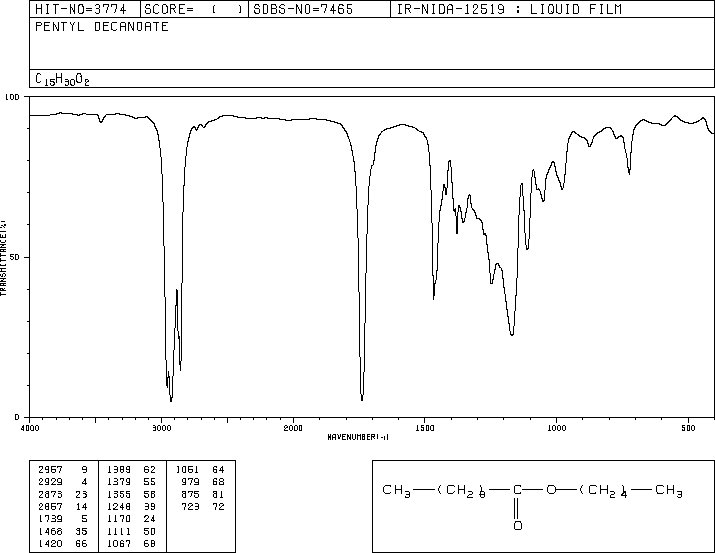 HIT-NO=3774 SCORE= ( ) SDBS-NO=7465 IR-NIDA-12519 : LIQUID FILM
PENTYL DECANOATE
C15H30O2
100
50
0
TRANSMITTANCE(%)
4000 3000 2000 1500 1000 500
WAVENUMBER(-1)
2957 9 1389 62 1051 64
2929 4 1379 55 979 68
2873 23 1355 58 875 81
2857 14 1248 39 723 72
1739 5 1170 24
1466 35 1111 50
1420 66 1067 68
CH3—(CH2)8—C—O—(CH2)4—CH3
O